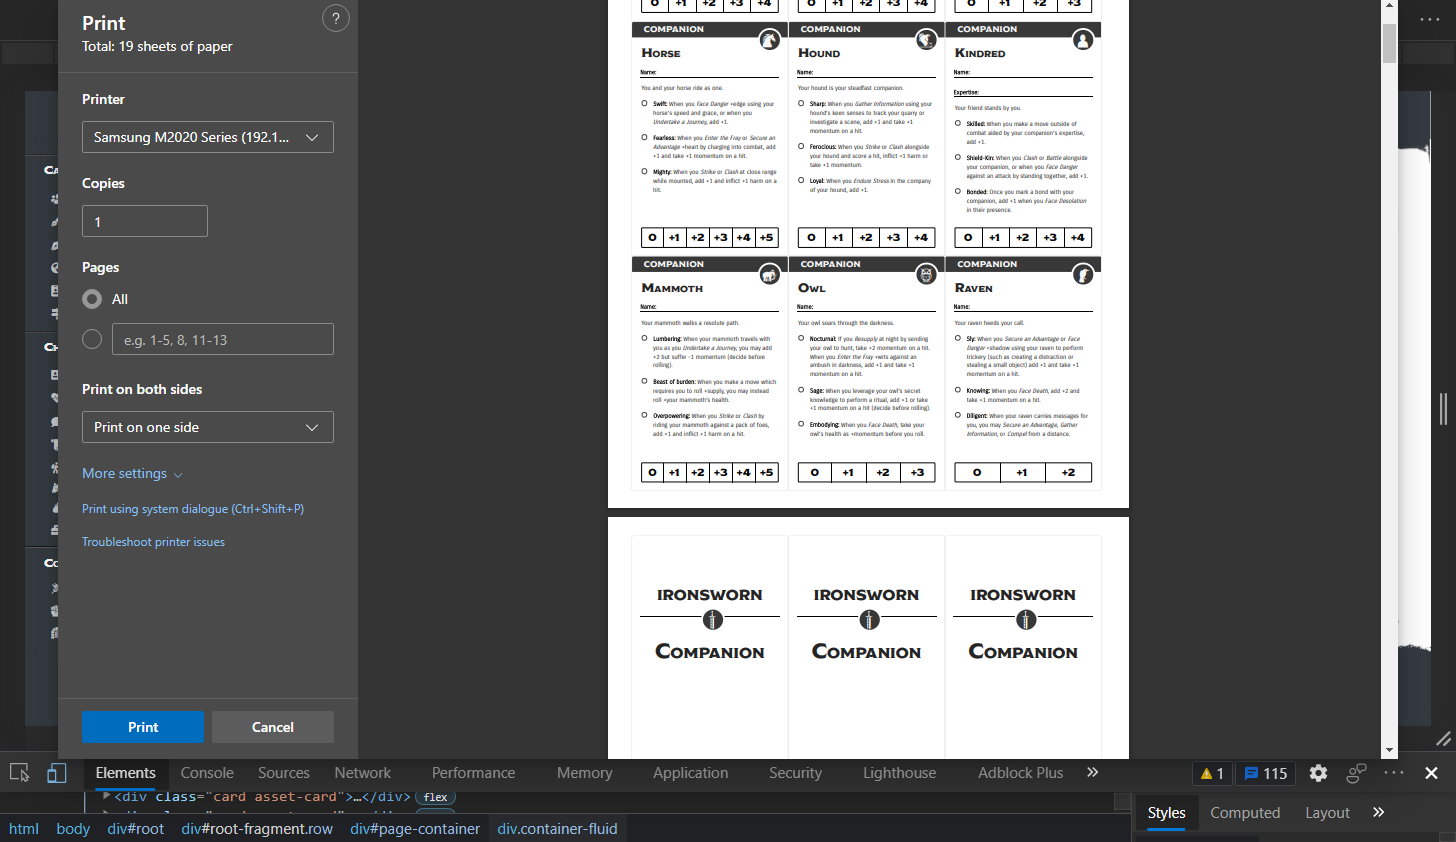 Print
Total: 19 sheets of paper
?
Printer
Samsung M2020 Series (192.1...
Copies
1
Pages
All
e.g. 1-5, 8, 11-13
Print on both sides
Print on one side
More settings
Print using system dialogue (Ctrl+Shift+P)
Troubleshoot printer issues
Print
Cancel
0 +1 +2 +3 +4
0 +1 +2 +3 +4
0 +1 +2 +3
COMPANION
HORSE
Name:
You and your horse ride as one.
Swift: When you Face Danger +edge using your
horse's speed and grace, or when you
Undertake a Journey, add +1.
Fearless: When you Enter the Fray or Secure an
Advantage +heart by charging into combat, add
+1 and take +1 momentum on a hit.
Mighty: When you Strike or Clash at close range
while mounted, add +1 and inflict +1 harm on a
hit.
0 +1 +2 +3 +4 +5
COMPANION
HOUND
Name:
Your hound is your steadfast companion.
Sharp: When you Gather Information using your
hound's keen senses to track your quarry or
investigate a scene, add +1 and take +1
momentum on a hit.
Ferocious: When you Strike or Clash alongside
your hound and score a hit, inflict +1 harm or
take +1 momentum.
Loyal: When you Endure Stress in the company
of your hound, add +1.
0 +1 +2 +3 +4
COMPANION
KINDRED
Name:
Expertise:
Your friend stands by you.
Skilled: When you make a move outside of
combat aided by your companion's expertise,
add +1.
Shield-Kin: When you Clash or Battle alongside
your companion, or when you Face Danger
against an attack by standing together, add +1.
Bonded: Once you mark a bond with your
companion, add +1 when you Face Desolation
in their presence.
0 +1 +2 +3 +4
COMPANION
MAMMOTH
Name:
Your mammoth walks a resolute path.
Lumbering: When your mammoth travels with
you as you Undertake a Journey, you may add
+2 but suffer -1 momentum (decide before
rolling).
Beast of burden: When you make a move which
requires you to roll +supply, you may instead
roll +your mammoth's health.
Overpowering: When you Strike or Clash by
riding your mammoth against a pack of foes,
add +1 and inflict +1 harm on a hit.
0 +1 +2 +3 +4 +5
COMPANION
OWL
Name:
Your owl soars through the darkness.
Nocturnal: If you Resupply at night by sending
your owl to hunt, take +2 momentum on a hit.
When you Enter the Fray +wits against an
ambush in darkness, add +1 and take +1
momentum on a hit.
Sage: When you leverage your owl's secret
knowledge to perform a ritual, add +1 or take
+1 momentum on a hit (decide before rolling).
Embodying: When you Face Death, take your
owl's health as +momentum before you roll.
0 +1 +2 +3
COMPANION
RAVEN
Name:
Your raven heeds your call.
Sly: When you Secure an Advantage or Face
Danger +shadow using your raven to perform
trickery (such as creating a distraction or
stealing a small object) add +1 and take +1
momentum on a hit.
Knowing: When you Face Death, add +2 and
take +1 momentum on a hit.
Diligent: When your raven carries messages for
you, you may Secure an Advantage, Gather
Information, or Compel from a distance.
0 +1 +2
IRONSWORN
COMPANION
IRONSWORN
COMPANION
IRONSWORN
COMPANION
Elements Console Sources Network Performance Memory Application Security Lighthouse Adblock Plus
1 115
<div class="card asset-card">…</div> flex
html body div#root div#root-fragment.row div#page-container div.container-fluid
Styles Computed Layout